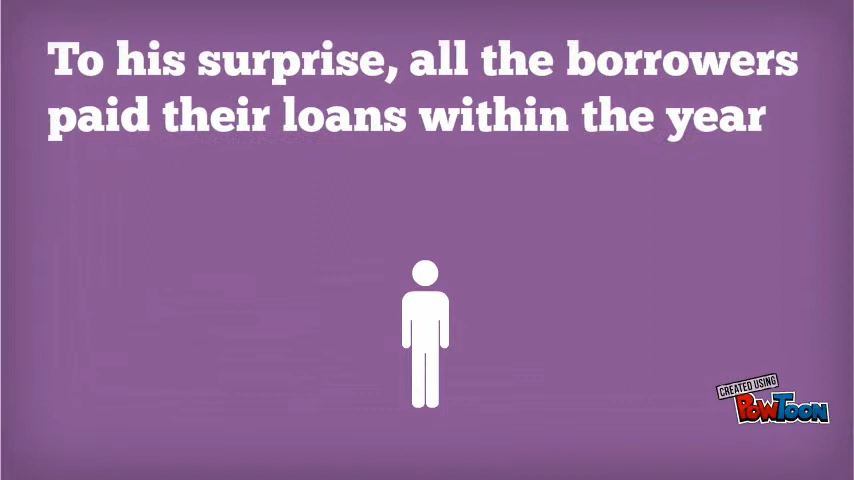 To his surprise, all the borrowers
paid their loans within the year
CREATED USING
POWTOON